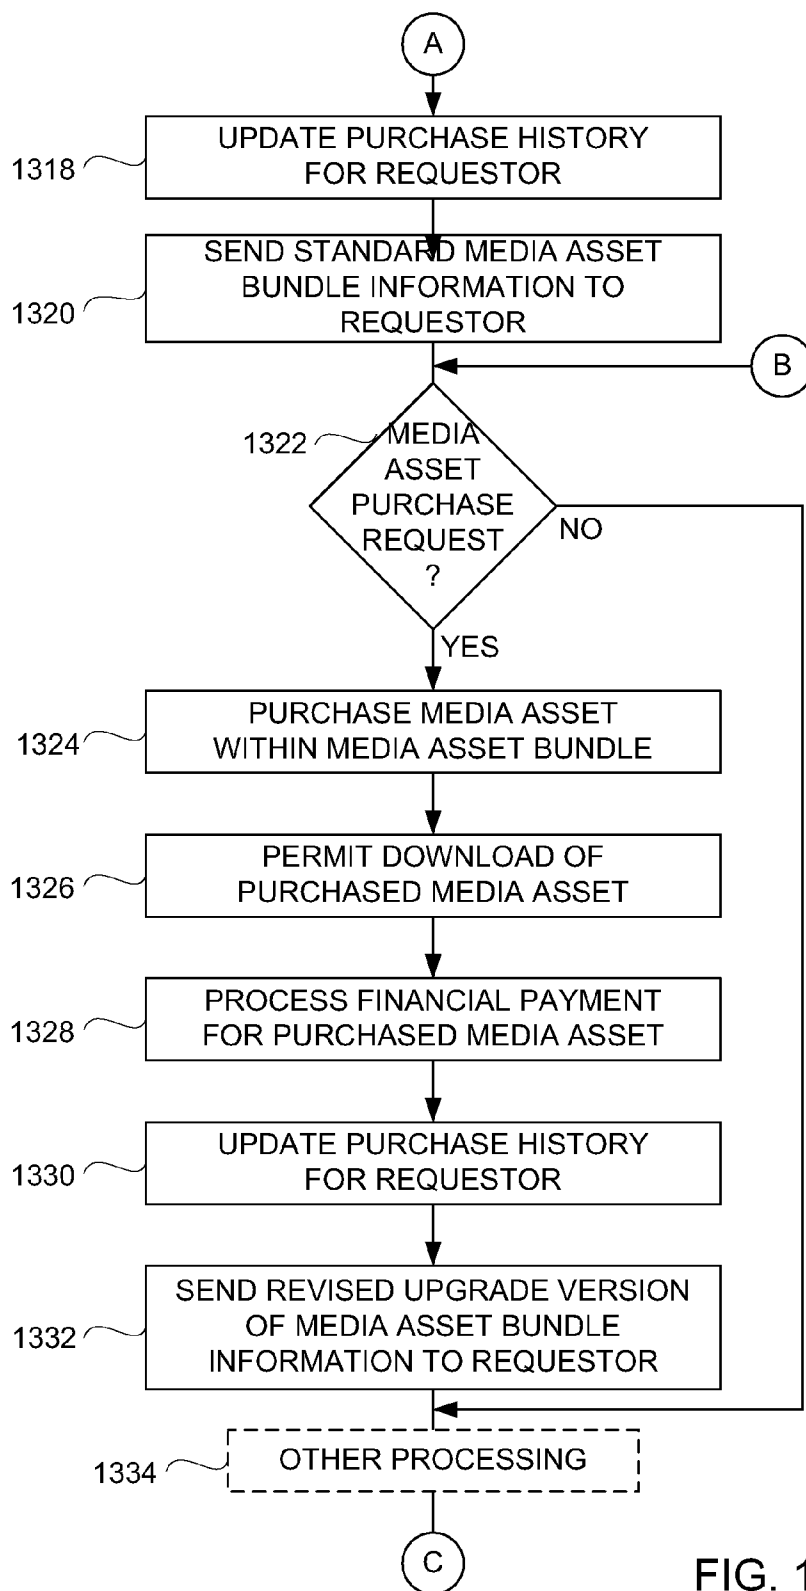 A
UPDATE PURCHASE HISTORY
FOR REQUESTOR
1318
SEND STANDARD MEDIA ASSET
BUNDLE INFORMATION TO
REQUESTOR
1320
B
1322
MEDIA
ASSET
PURCHASE
REQUEST
?
NO
YES
PURCHASE MEDIA ASSET
WITHIN MEDIA ASSET BUNDLE
1324
PERMIT DOWNLOAD OF
PURCHASED MEDIA ASSET
1326
PROCESS FINANCIAL PAYMENT
FOR PURCHASED MEDIA ASSET
1328
UPDATE PURCHASE HISTORY
FOR REQUESTOR
1330
SEND REVISED UPGRADE VERSION
OF MEDIA ASSET BUNDLE
INFORMATION TO REQUESTOR
1332
OTHER PROCESSING
1334
C
FIG. 1